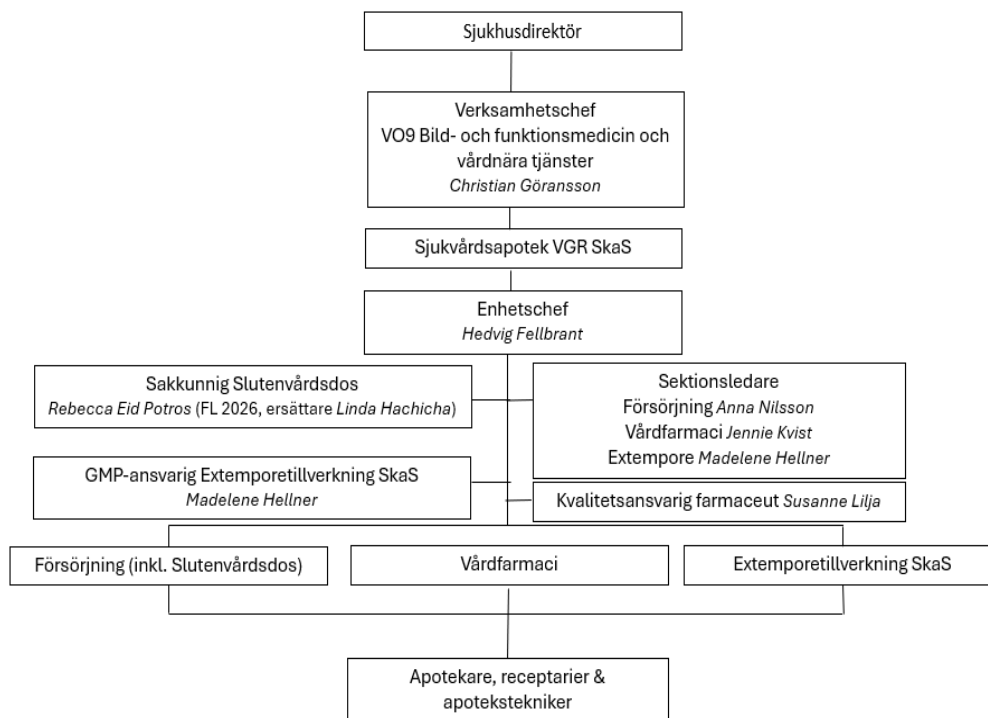 Sjukhusdirektör
Verksamhetschef
VO9 Bild- och funktionsmedicin och
vårdnära tjänster
Christian Göransson
Sjukvårdsapotek VGR SkaS
Enhetschef
Hedvig Fellbrant
Sakkunnig Slutenvårdsdos
Rebecca Eid Potros (FL 2026, ersättare Linda Hachicha)
Sektionsledare
Försörjning Anna Nilsson
Vårdfarmaci Jennie Kvist
Extempore Madelene Hellner
GMP-ansvarig Extemporetillverkning SkaS
Madelene Hellner
Kvalitetsansvarig farmaceut Susanne Lilja
Försörjning (inkl. Slutenvårdsdos)
Vårdfarmaci
Extemporetillverkning SkaS
Apotekare, receptarier &
apotekstekniker